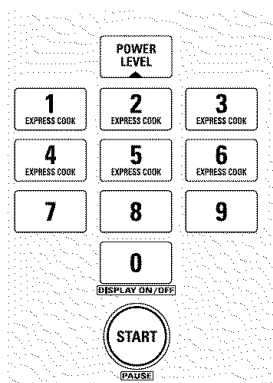 POWER
LEVEL
1 2 3
EXPRESS COOK EXPRESS COOK EXPRESS COOK
4 5 6
EXPRESS COOK EXPRESS COOK EXPRESS COOK
7 8 9
0
DISPLAY ON/OFF
START
PAUSE